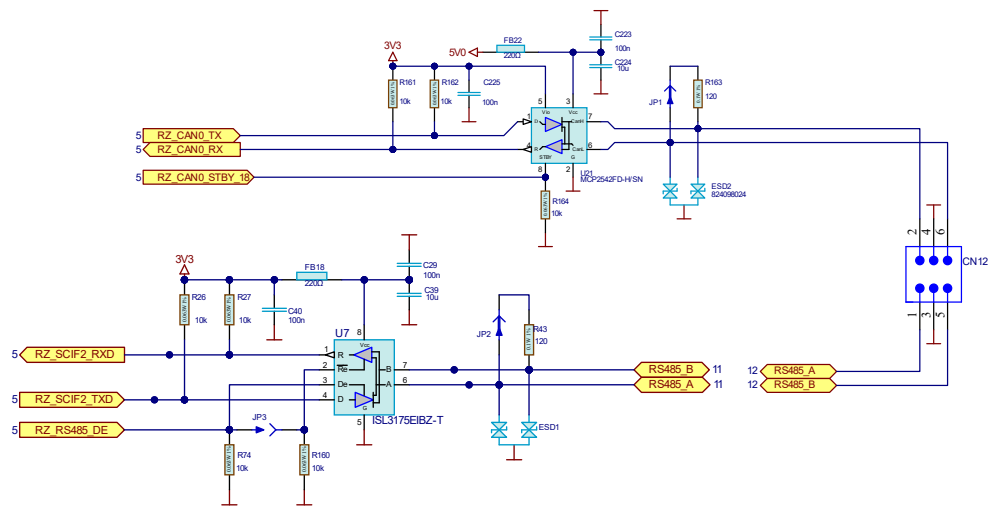 C223
100n
FB22
220Ω
5V0
3V3
C224
10u
R161
10k
R162
10k
C225
100n
R163
120
JP1
5
3
Vio
Vcc
1
D
CanH
7
4
R
CanL
6
STBY
G
8
2
U21
MCP2542FD-H/SN
5 RZ_CAN0_TX
5 RZ_CAN0_RX
5 RZ_CAN0_STBY_18
R164
10k
ESD2
824098024
2
4
6
CN12
1
3
5
3V3
FB18
220Ω
C29
100n
C39
10u
R26
10k
R27
10k
C40
100n
JP2
R43
120
U7
8
Vcc
5 RZ_SCIF2_RXD
1
R
2
Re
B
7
3
De
A
6
5 RZ_SCIF2_TXD
4
D
G
5
ISL3175EIBZ-T
RS485_B 11
RS485_A 11
12 RS485_A
12 RS485_B
5 RZ_RS485_DE
JP3
ESD1
R74
10k
R160
10k